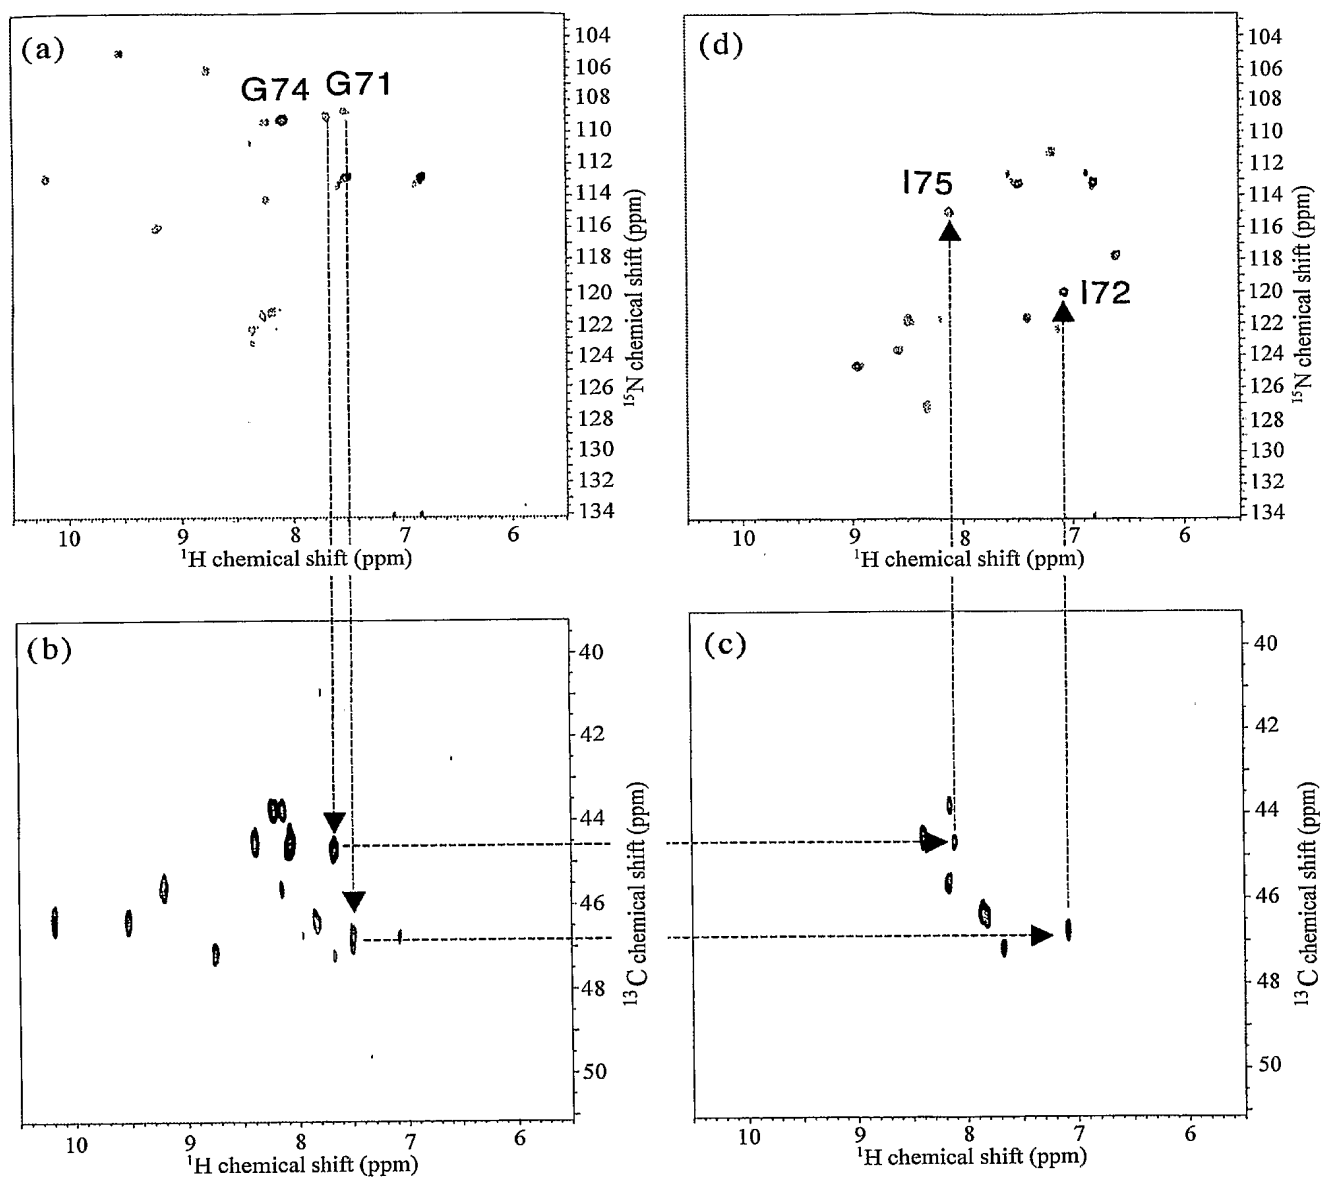 (a)
G74 G71
104
106
108
110
112
114
116
118
120
122
124
126
128
130
132
134
15N chemical shift (ppm)
10 9 8 7 6
1H chemical shift (ppm)
(d)
I75
I72
104
106
108
110
112
114
116
118
120
122
124
126
128
130
132
134
15N chemical shift (ppm)
10 9 8 7 6
1H chemical shift (ppm)
(b)
40
42
44
46
48
50
13C chemical shift (ppm)
10 9 8 7 6
1H chemical shift (ppm)
(c)
40
42
44
46
48
50
13C chemical shift (ppm)
10 9 8 7 6
1H chemical shift (ppm)